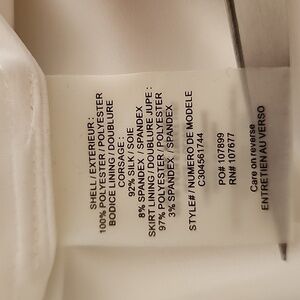 SHELL / EXTERIEUR :
100% POLYESTER / POLYESTER
BODICE LINING / DOUBLURE
CORSAGE :
92% SILK / SOIE
8% SPANDEX / SPANDEX
SKIRT LINING / DOUBLURE JUPE :
97% POLYESTER / POLYESTER
3% SPANDEX / SPANDEX
STYLE# / NUMERO DE MODELE
C304561744
PO# 107899
RN# 107677
Care on reverse
ENTRETIEN AU VERSO